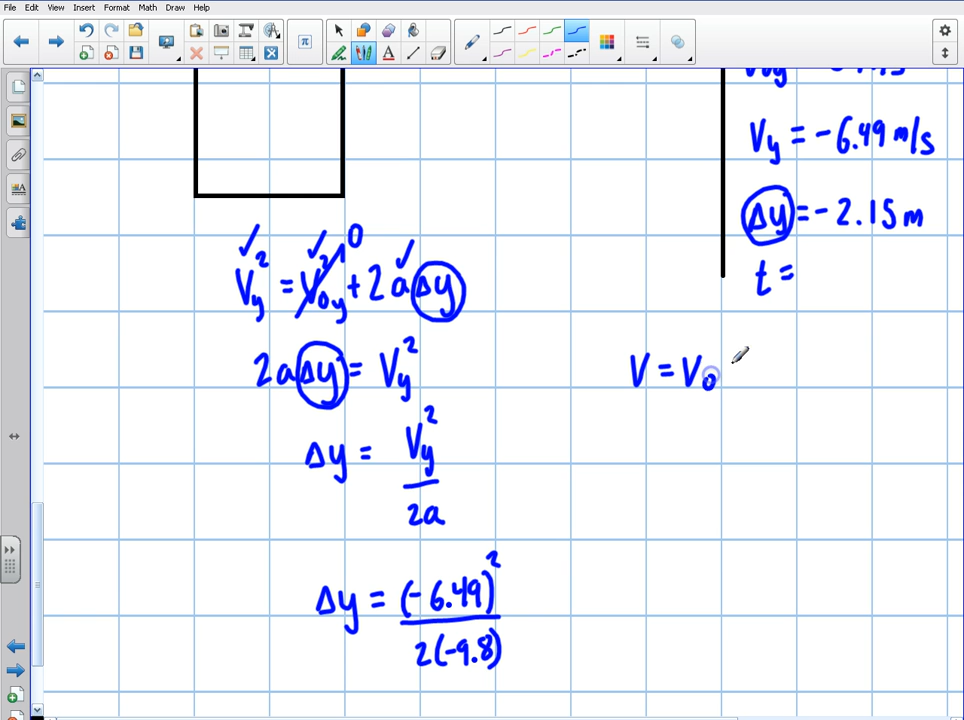 File Edit View Insert Format Math Draw Help
π
A
Vy = -6.49 m/s
Δy = -2.15 m
t =
Vy² = V₀y² 0 + 2aΔy
2aΔy = Vy²
V = V₀
Δy = Vy²
2a
Δy = (-6.49)²
2(-9.8)